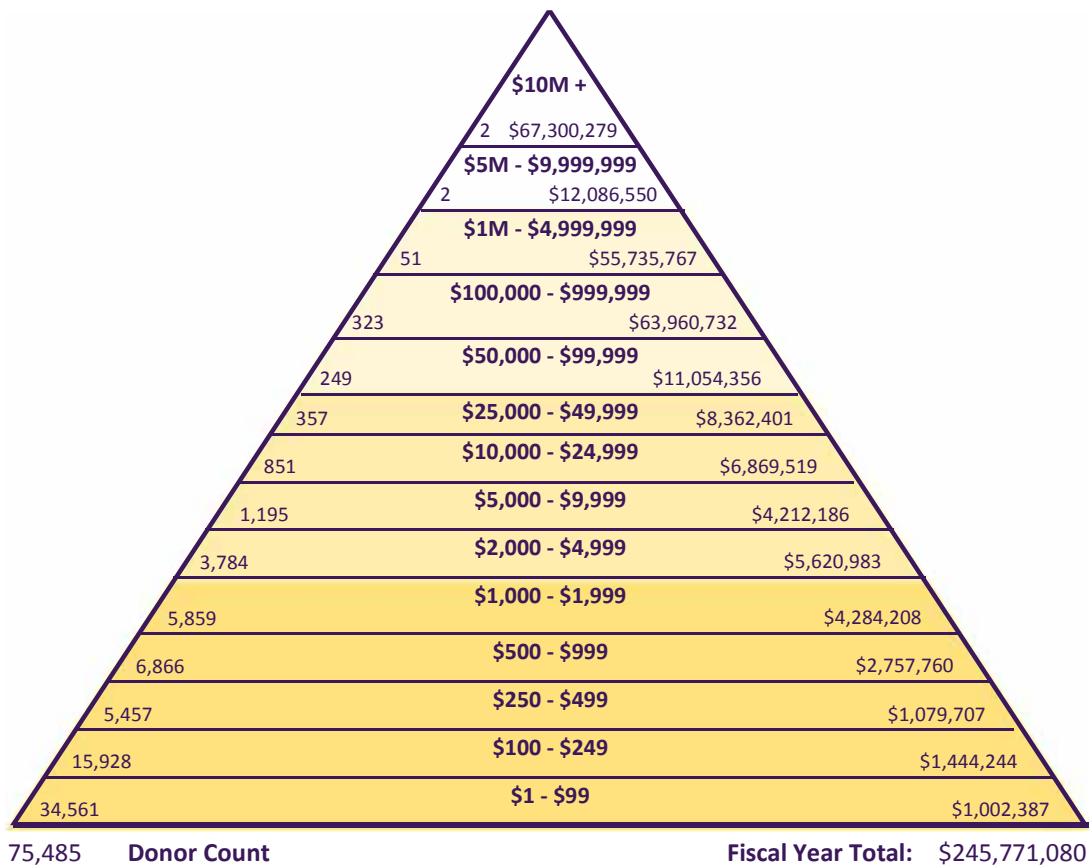 $10M +
2 $67,300,279
$5M - $9,999,999
2 $12,086,550
$1M - $4,999,999
51 $55,735,767
$100,000 - $999,999
323 $63,960,732
$50,000 - $99,999
249 $11,054,356
$25,000 - $49,999
357 $8,362,401
$10,000 - $24,999
851 $6,869,519
$5,000 - $9,999
1,195 $4,212,186
$2,000 - $4,999
3,784 $5,620,983
$1,000 - $1,999
5,859 $4,284,208
$500 - $999
6,866 $2,757,760
$250 - $499
5,457 $1,079,707
$100 - $249
15,928 $1,444,244
$1 - $99
34,561 $1,002,387
75,485 Donor Count Fiscal Year Total: $245,771,080